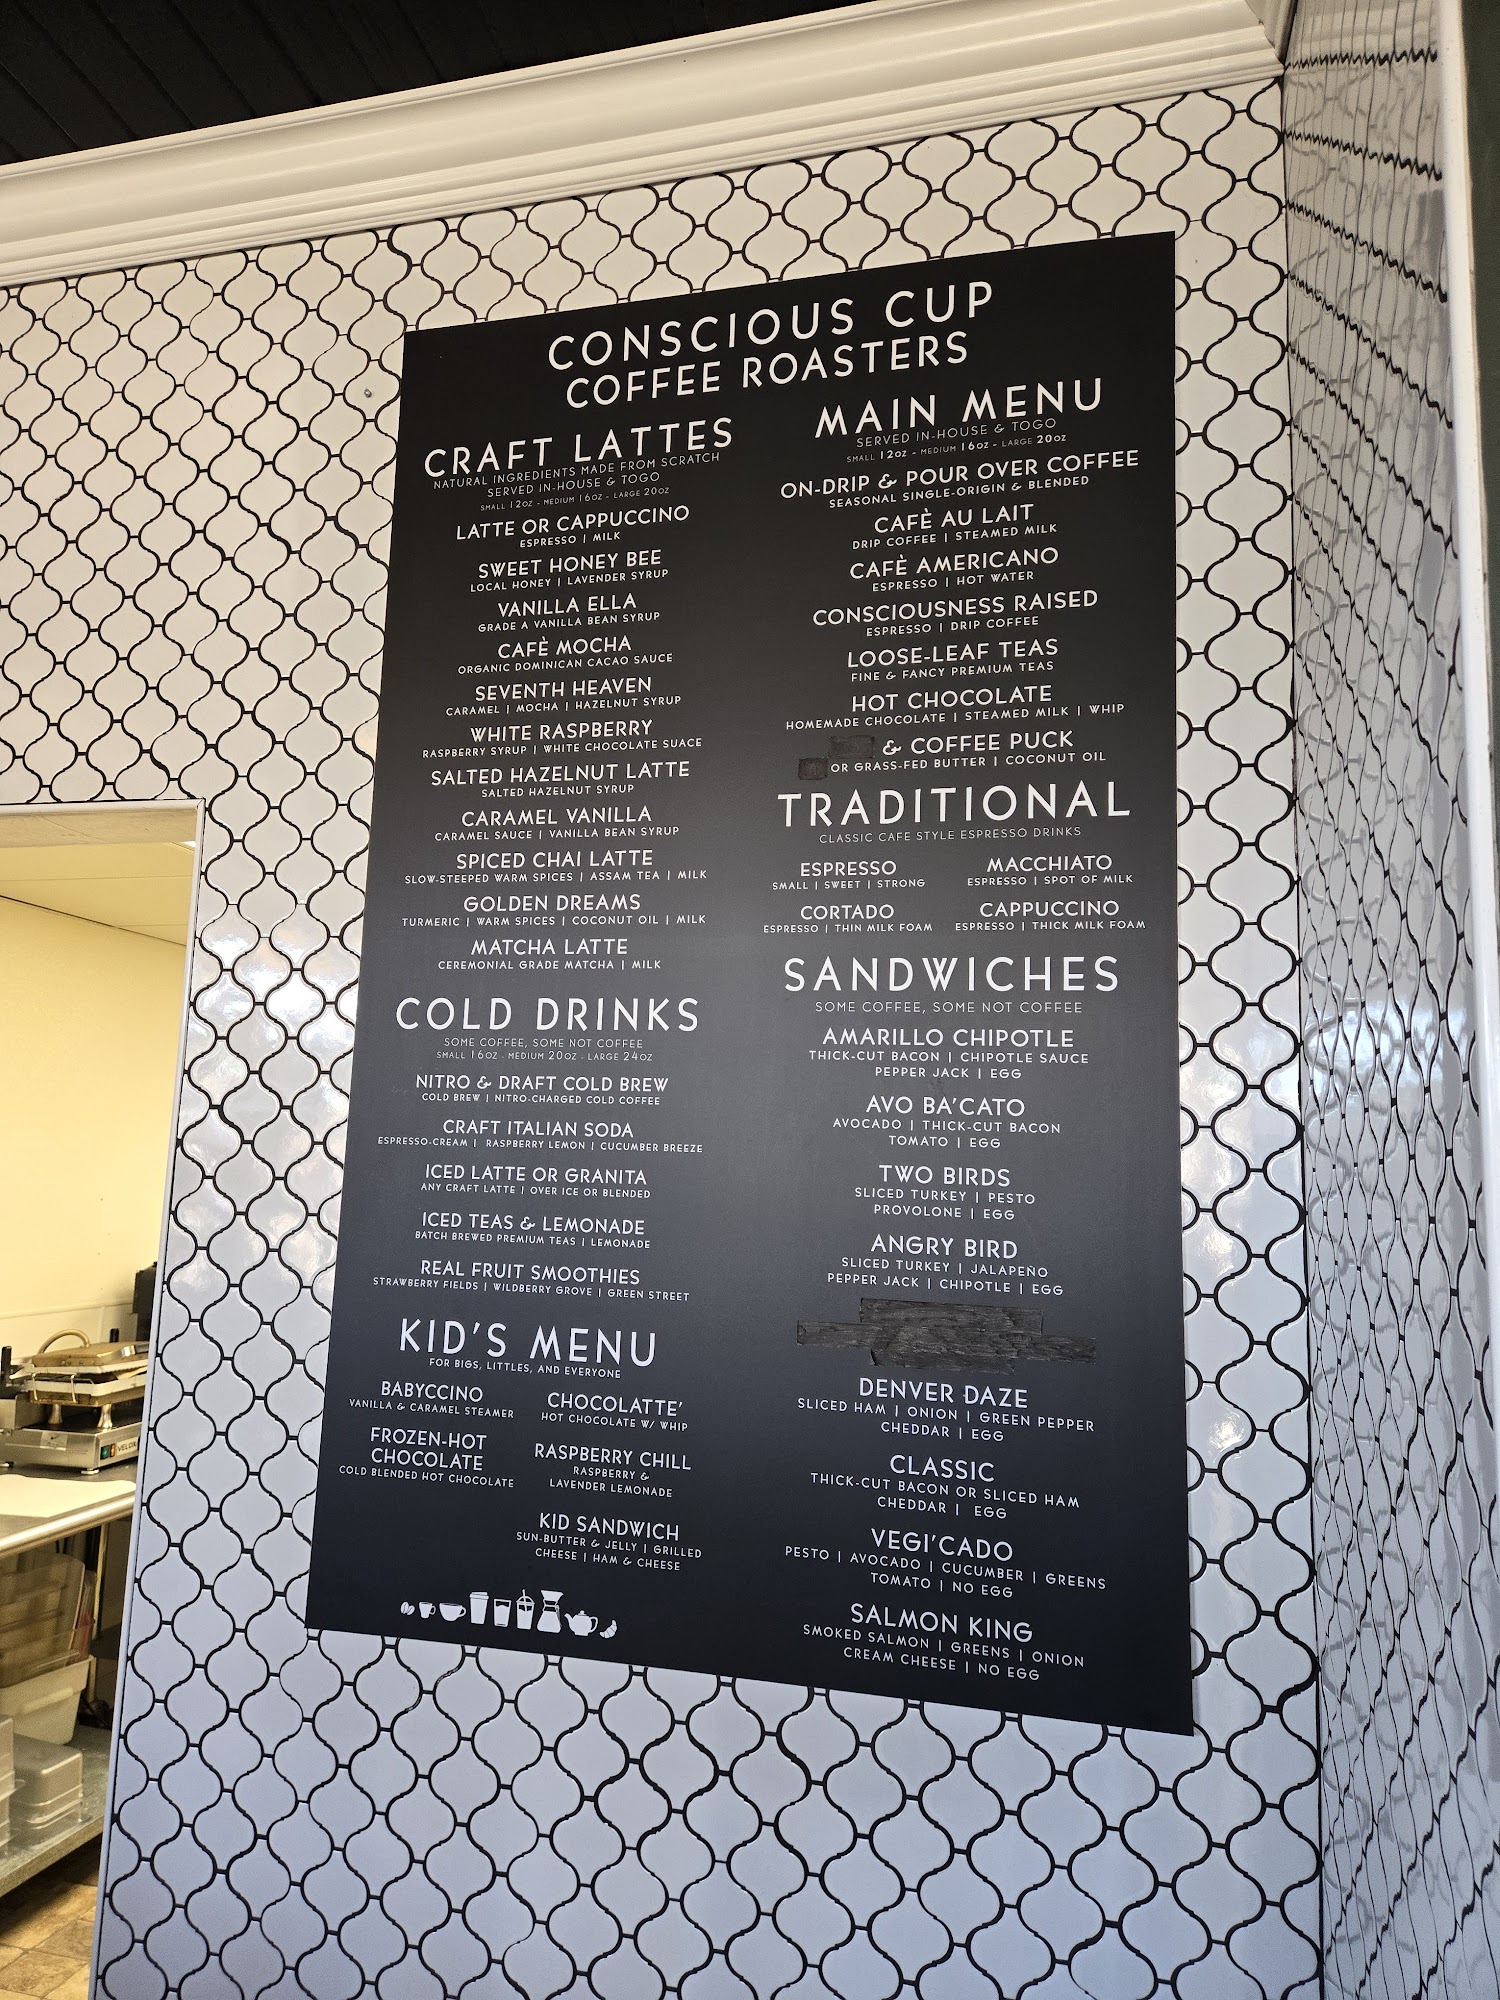 CONSCIOUS CUP
COFFEE ROASTERS
CRAFT LATTES
NATURAL INGREDIENTS MADE FROM SCRATCH
SERVED IN-HOUSE & TOGO
SMALL 12OZ - MEDIUM 16OZ - LARGE 20OZ
LATTE OR CAPPUCCINO
ESPRESSO | MILK
SWEET HONEY BEE
LOCAL HONEY | LAVENDER SYRUP
VANILLA ELLA
GRADE A VANILLA BEAN SYRUP
CAFÈ MOCHA
ORGANIC DOMINICAN CACAO SAUCE
SEVENTH HEAVEN
CARAMEL | MOCHA | HAZELNUT SYRUP
WHITE RASPBERRY
RASPBERRY SYRUP | WHITE CHOCOLATE SUACE
SALTED HAZELNUT LATTE
SALTED HAZELNUT SYRUP
CARAMEL VANILLA
CARAMEL SAUCE | VANILLA BEAN SYRUP
SPICED CHAI LATTE
SLOW-STEEPED WARM SPICES | ASSAM TEA | MILK
GOLDEN DREAMS
TURMERIC | WARM SPICES | COCONUT OIL | MILK
MATCHA LATTE
CEREMONIAL GRADE MATCHA | MILK
COLD DRINKS
SOME COFFEE, SOME NOT COFFEE
SMALL 16OZ - MEDIUM 20OZ - LARGE 24OZ
NITRO & DRAFT COLD BREW
COLD BREW | NITRO-CHARGED COLD COFFEE
CRAFT ITALIAN SODA
ESPRESSO-CREAM | RASPBERRY LEMON | CUCUMBER BREEZE
ICED LATTE OR GRANITA
ANY CRAFT LATTE | OVER ICE OR BLENDED
ICED TEAS & LEMONADE
BATCH BREWED PREMIUM TEAS | LEMONADE
REAL FRUIT SMOOTHIES
STRAWBERRY FIELDS | WILDBERRY GROVE | GREEN STREET
KID'S MENU
FOR BIGS, LITTLES, AND EVERYONE
BABYCCINO
VANILLA & CARAMEL STEAMER
CHOCOLATTE'
HOT CHOCOLATE W/ WHIP
FROZEN-HOT
CHOCOLATE
COLD BLENDED HOT CHOCOLATE
RASPBERRY CHILL
RASPBERRY &
LAVENDER LEMONADE
KID SANDWICH
SUN-BUTTER & JELLY | GRILLED
CHEESE | HAM & CHEESE
MAIN MENU
SERVED IN-HOUSE & TOGO
SMALL 12OZ - MEDIUM 16OZ - LARGE 20OZ
ON-DRIP & POUR OVER COFFEE
SEASONAL SINGLE-ORIGIN & BLENDED
CAFÈ AU LAIT
DRIP COFFEE | STEAMED MILK
CAFÈ AMERICANO
ESPRESSO | HOT WATER
CONSCIOUSNESS RAISED
ESPRESSO | DRIP COFFEE
LOOSE-LEAF TEAS
FINE & FANCY PREMIUM TEAS
HOT CHOCOLATE
HOMEMADE CHOCOLATE | STEAMED MILK | WHIP
& COFFEE PUCK
OR GRASS-FED BUTTER | COCONUT OIL
TRADITIONAL
CLASSIC CAFE STYLE ESPRESSO DRINKS
ESPRESSO
SMALL | SWEET | STRONG
MACCHIATO
ESPRESSO | SPOT OF MILK
CORTADO
ESPRESSO | THIN MILK FOAM
CAPPUCCINO
ESPRESSO | THICK MILK FOAM
SANDWICHES
SOME COFFEE, SOME NOT COFFEE
AMARILLO CHIPOTLE
THICK-CUT BACON | CHIPOTLE SAUCE
PEPPER JACK | EGG
AVO BA'CATO
AVOCADO | THICK-CUT BACON
TOMATO | EGG
TWO BIRDS
SLICED TURKEY | PESTO
PROVOLONE | EGG
ANGRY BIRD
SLICED TURKEY | JALAPEÑO
PEPPER JACK | CHIPOTLE | EGG
DENVER DAZE
SLICED HAM | ONION | GREEN PEPPER
CHEDDAR | EGG
CLASSIC
THICK-CUT BACON OR SLICED HAM
CHEDDAR | EGG
VEGI'CADO
PESTO | AVOCADO | CUCUMBER | GREENS
TOMATO | NO EGG
SALMON KING
SMOKED SALMON | GREENS | ONION
CREAM CHEESE | NO EGG